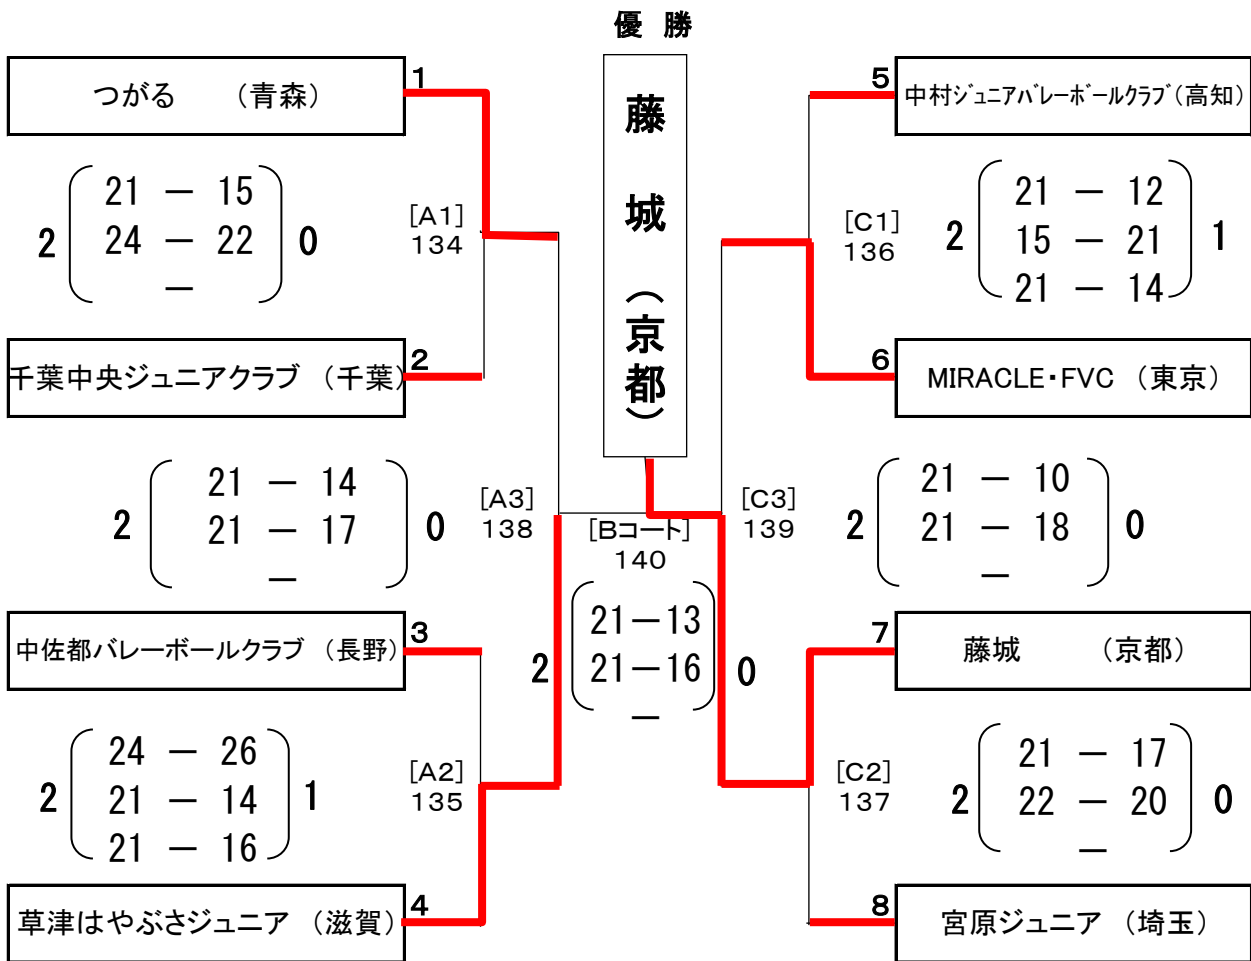 優 勝
藤城(京都)
つがる (青森)
1
21 - 15
2 24 - 22 0
-
[A1]
134
千葉中央ジュニアクラブ (千葉)
2
21 - 14
2 21 - 17 0
-
[A3]
138
中佐都バレーボールクラブ (長野)
3
24 - 26
2 21 - 14 1
21 - 16
[A2]
135
草津はやぶさジュニア (滋賀)
4
[Bコート]
140
21-13
2 21-16 0
-
5
中村ジュニアバレーボールクラブ(高知)
[C1]
136
21 - 12
2 15 - 21 1
21 - 14
6
MIRACLE・FVC (東京)
[C3]
139
21 - 10
2 21 - 18 0
-
7
藤城 (京都)
[C2]
137
21 - 17
2 22 - 20 0
-
8
宮原ジュニア (埼玉)